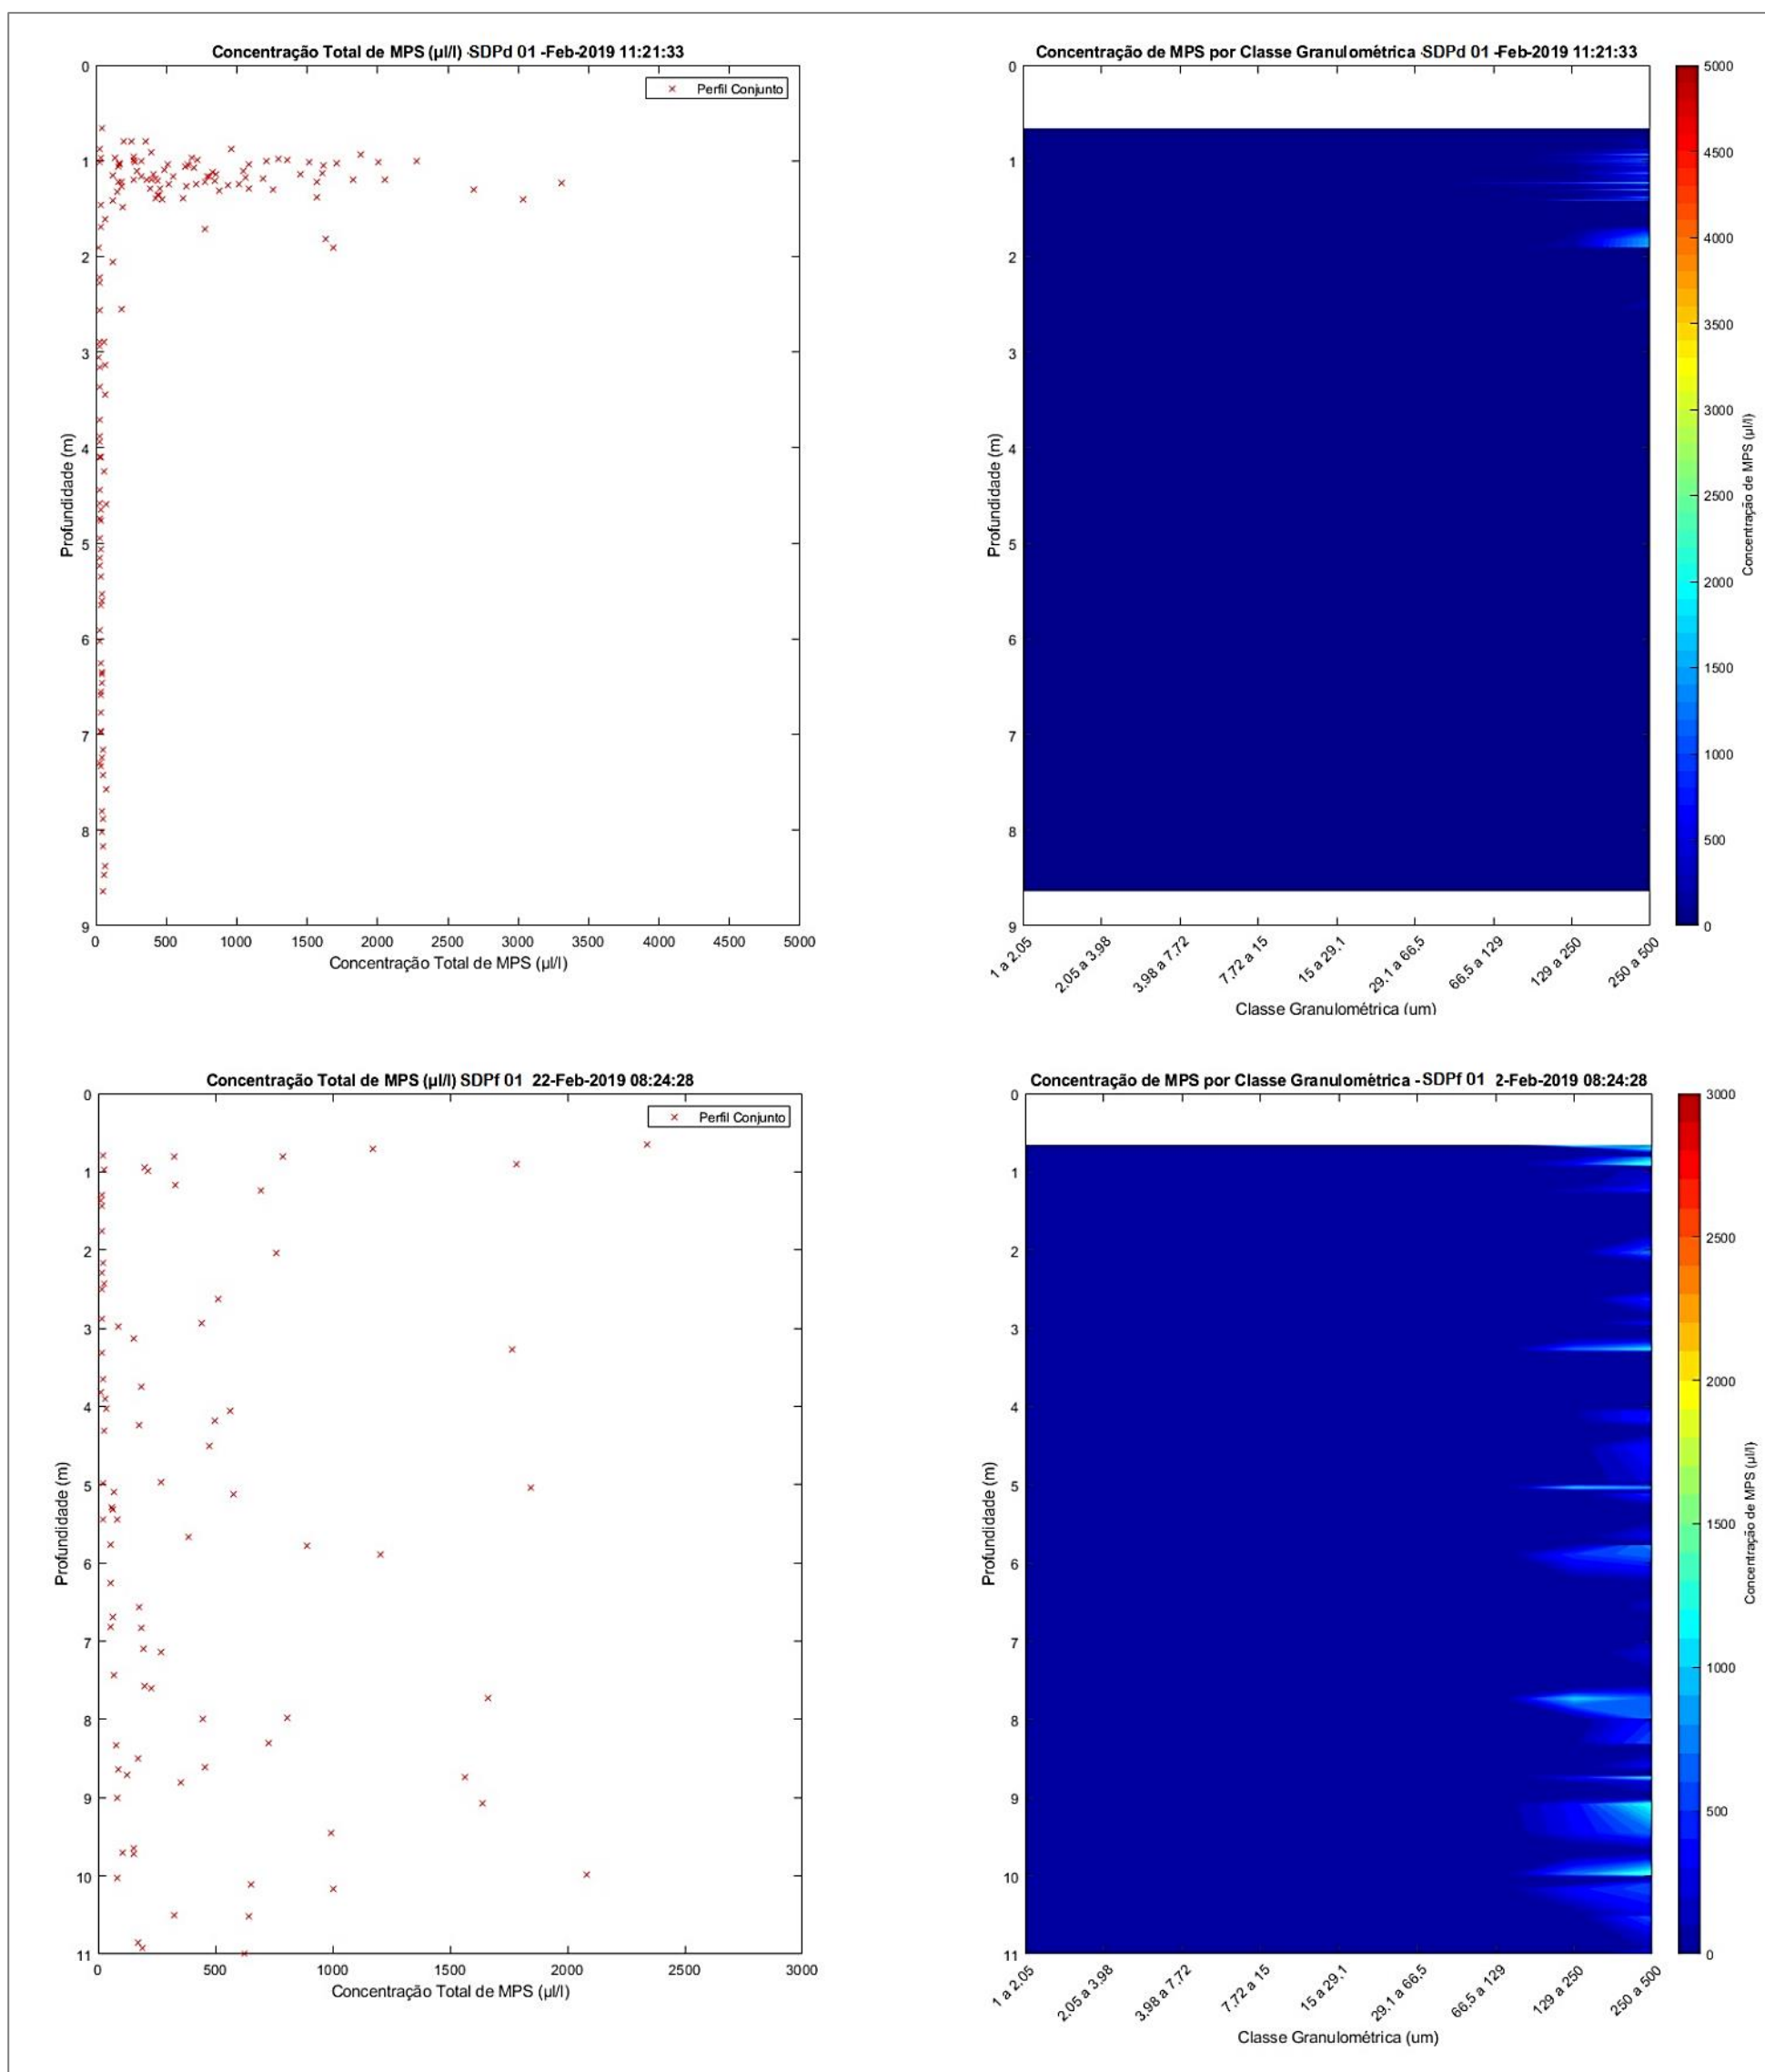 Concentração Total de MPS (µl/l) -SDPd 01 -Feb-2019 11:21:33
Perfil Conjunto
0
1
2
3
4
5
6
7
8
9
Profundidade (m)
0 500 1000 1500 2000 2500 3000 3500 4000 4500 5000
Concentração Total de MPS (µl/l)
Concentração de MPS por Classe Granulométrica -SDPd 01 -Feb-2019 11:21:33
0
1
2
3
4
5
6
7
8
9
Profundidade (m)
1 a 2.05
2.05 a 3.98
3.98 a 7.72
7.72 a 15
15 a 29.1
29.1 a 66.5
66.5 a 129
129 a 250
250 a 500
Classe Granulométrica (um)
5000
4500
4000
3500
3000
2500
2000
1500
1000
500
0
Concentração de MPS (µl/l)
Concentração Total de MPS (µl/l) SDPf 01 22-Feb-2019 08:24:28
Perfil Conjunto
0
1
2
3
4
5
6
7
8
9
10
11
Profundidade (m)
0 500 1000 1500 2000 2500 3000
Concentração Total de MPS (µl/l)
Concentração de MPS por Classe Granulométrica - SDPf 01 2-Feb-2019 08:24:28
0
1
2
3
4
5
6
7
8
9
10
11
Profundidade (m)
1 a 2.05
2.05 a 3.98
3.98 a 7.72
7.72 a 15
15 a 29.1
29.1 a 66.5
66.5 a 129
129 a 250
250 a 500
Classe Granulométrica (um)
3000
2500
2000
1500
1000
500
0
Concentração de MPS (µl/l)